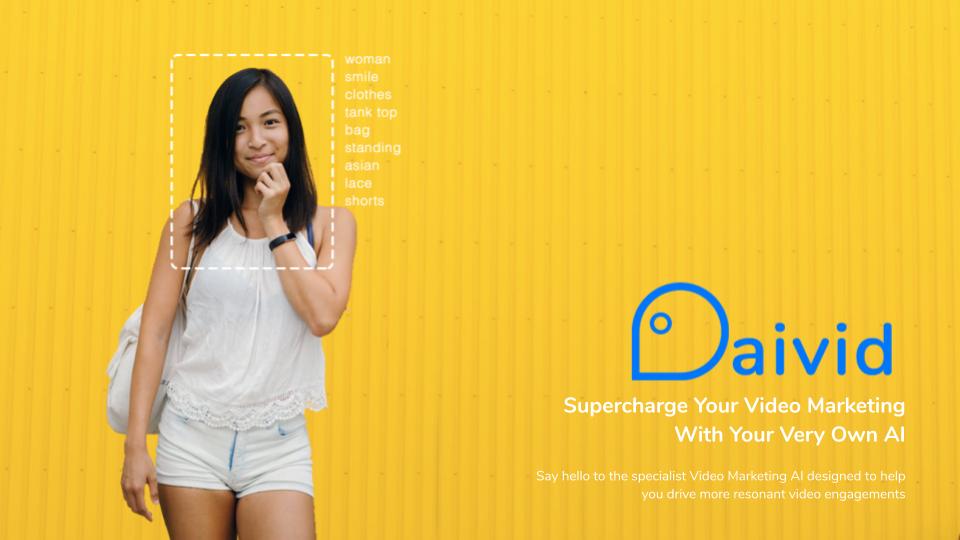 woman
smile
clothes
tank top
bag
standing
asian
lace
shorts
Daivid
Supercharge Your Video Marketing
With Your Very Own AI
Say hello to the specialist Video Marketing AI designed to help
you drive more resonant video engagements